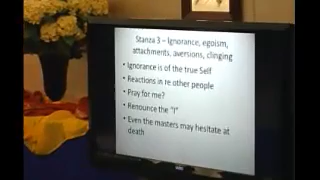 Stanza 3 – Ignorance, egoism,
attachments, aversions, clinging
• Ignorance is of the true Self
• Reactions in re other people
• Pray for me?
• Renounce the "I"
• Even the masters may hesitate at
death